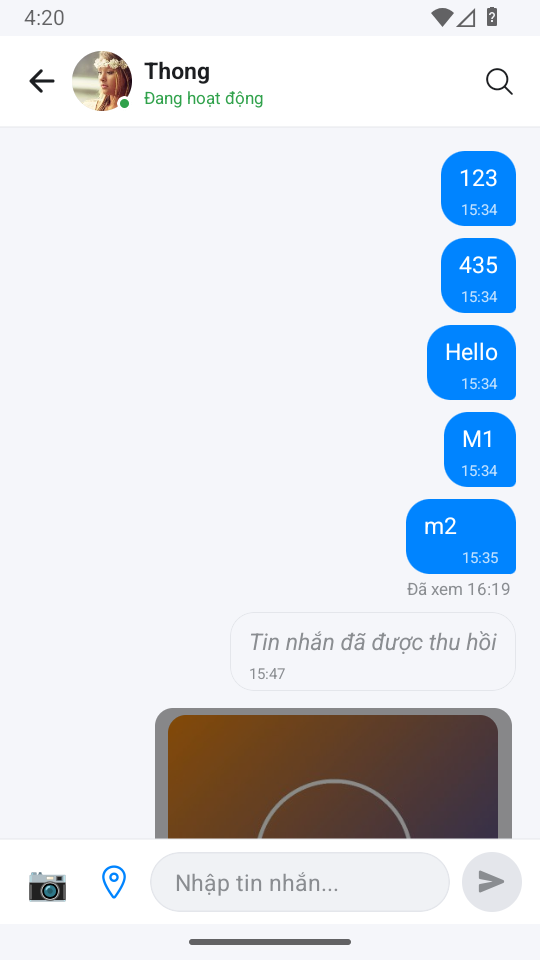 4:20
Thong
Đang hoạt động
123
15:34
435
15:34
Hello
15:34
M1
15:34
m2
15:35
Đã xem 16:19
Tin nhắn đã được thu hồi
15:47
Nhập tin nhắn...